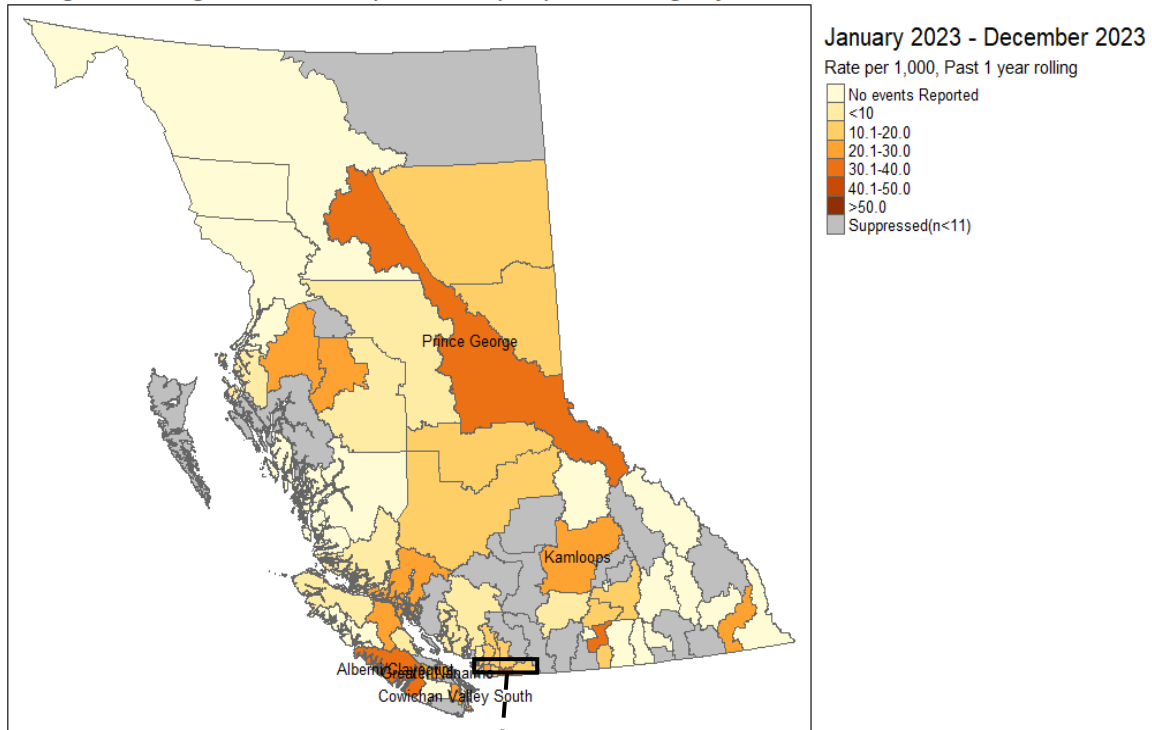 January 2023 - December 2023
Rate per 1,000, Past 1 year rolling
No events Reported
<10
10.1-20.0
20.1-30.0
30.1-40.0
40.1-50.0
>50.0
Suppressed(n<11)
Prince George
Kamloops
Cowichan Valley South